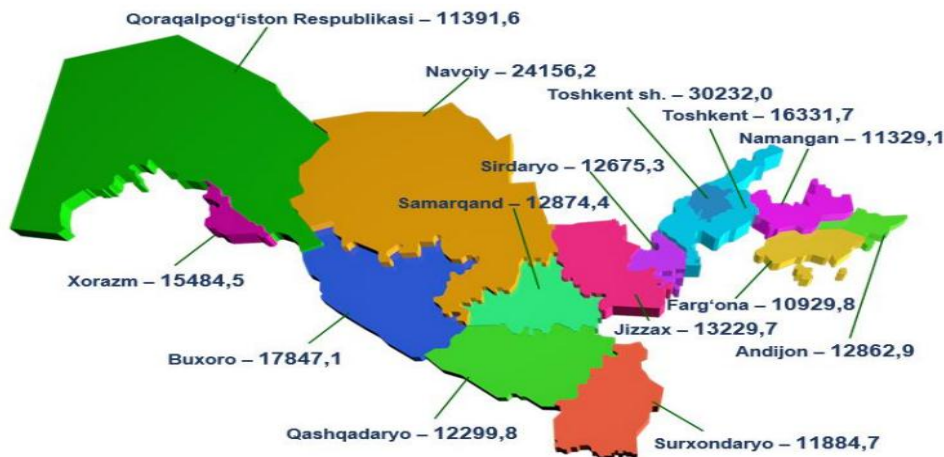 Qoraqalpog‘iston Respublikasi – 11391,6
Navoiy – 24156,2
Toshkent sh. – 30232,0
Toshkent – 16331,7
Namangan – 11329,1
Sirdaryo – 12675,3
Samarqand – 12874,4
Xorazm – 15484,5
Farg‘ona – 10929,8
Jizzax – 13229,7
Andijon – 12862,9
Buxoro – 17847,1
Qashqadaryo – 12299,8
Surxondaryo – 11884,7